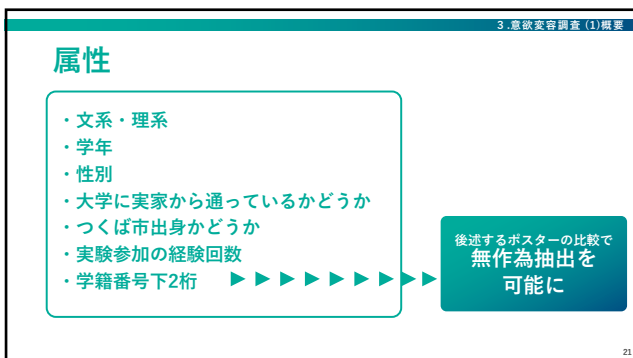 3.意欲変容調査 (1)概要
属性
・文系・理系
・学年
・性別
・大学に実家から通っているかどうか
・つくば市出身かどうか
・実験参加の経験回数
・学籍番号下2桁
後述するポスターの比較で
無作為抽出を
可能に
21